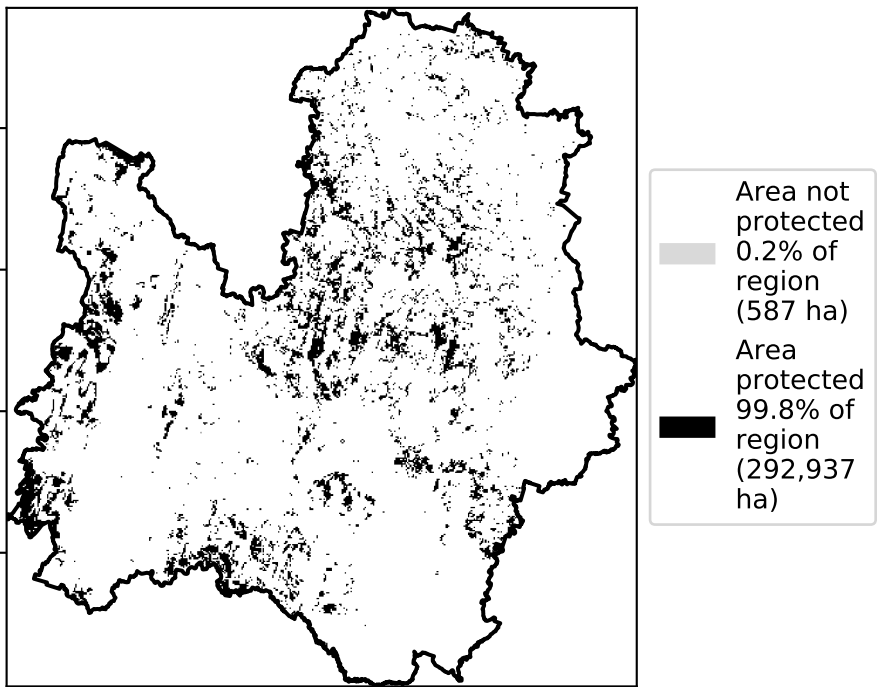 Area not
protected
0.2% of
region
(587 ha)
Area
protected
99.8% of
region
(292,937
ha)